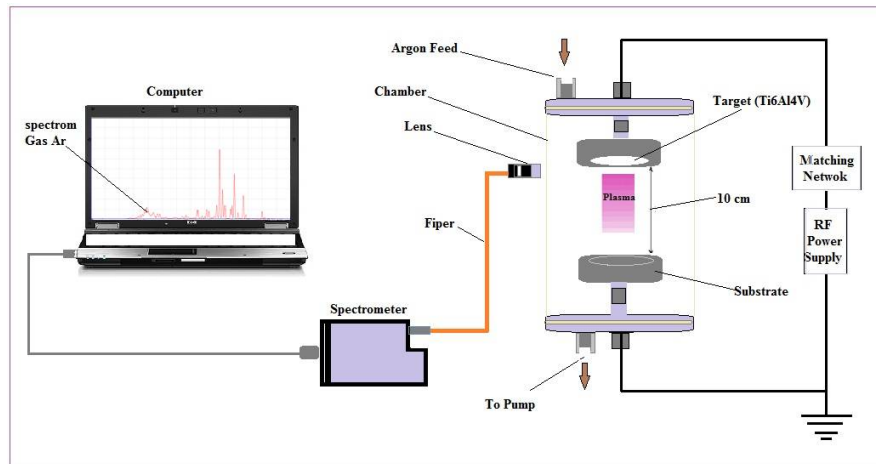 Argon Feed
Computer
Chamber
Target (Ti6Al4V)
spectrom
Gas Ar
Lens
Matching
Netwok
Plasma
10 cm
Fiper
RF
Power
Supply
Substrate
Spectrometer
To Pump